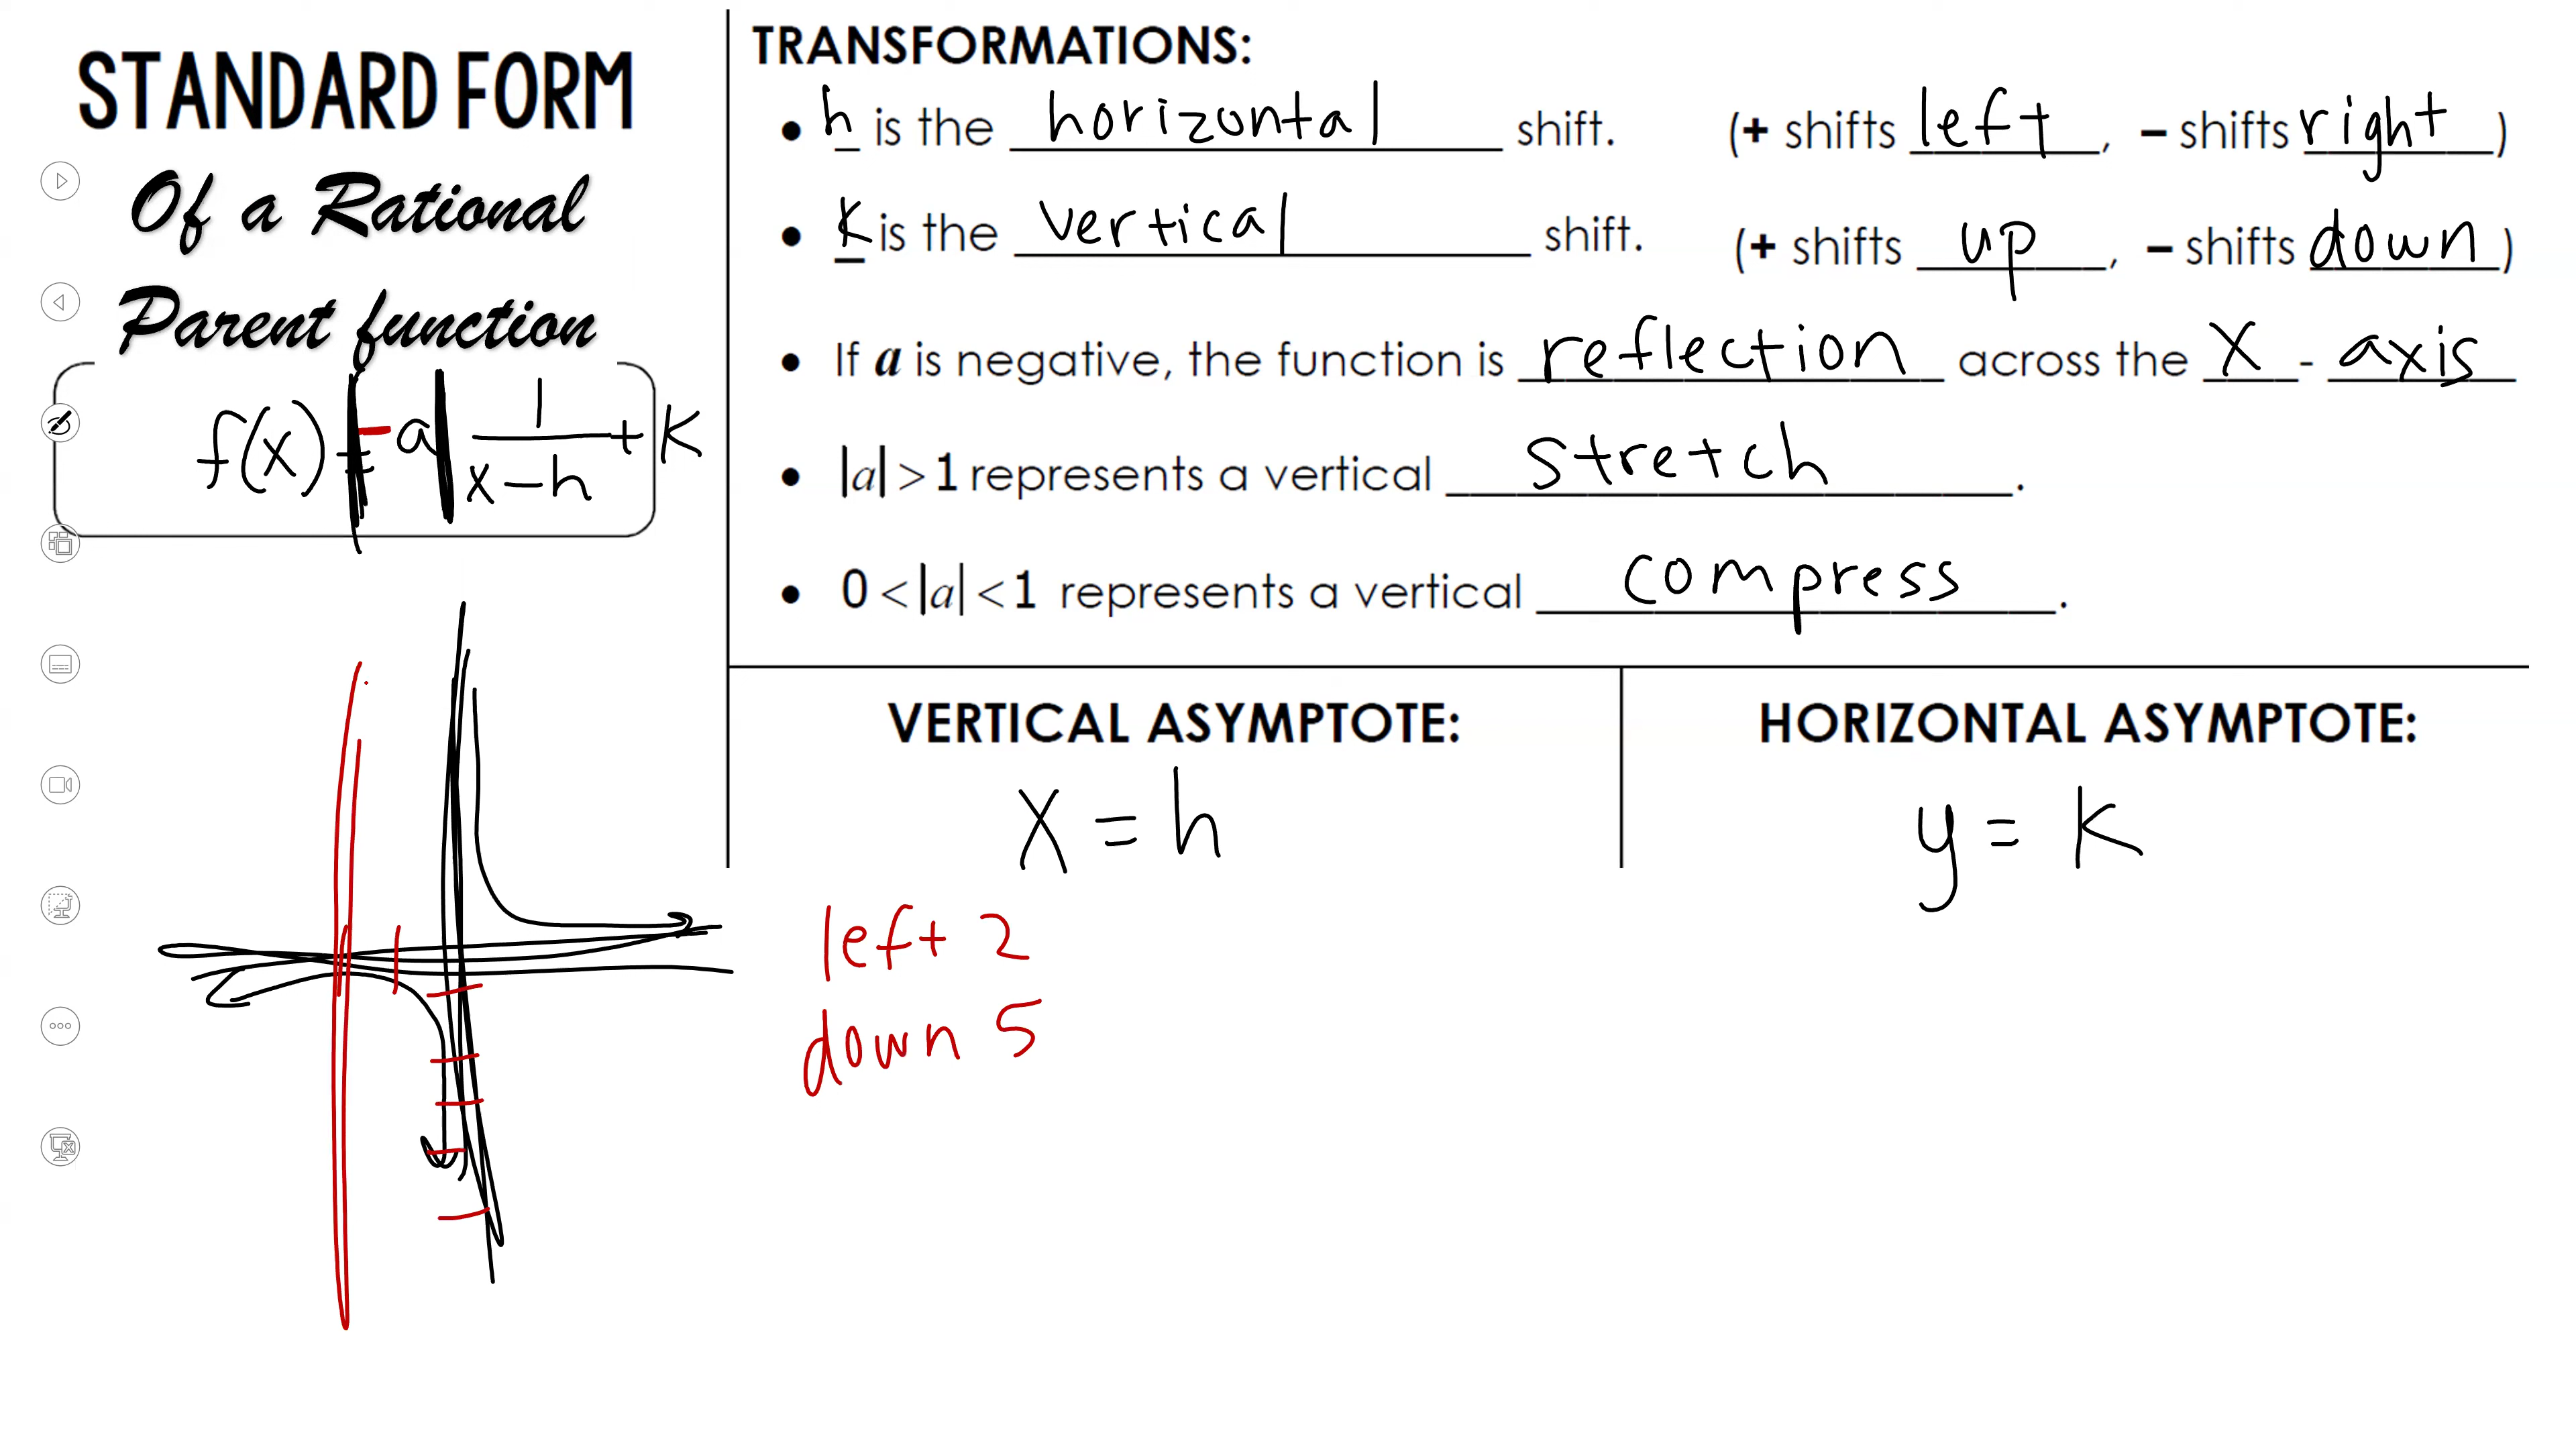 STANDARD FORM
Of a Rational
Parent function
f(x) = - a| 1/(x-h) + k
TRANSFORMATIONS:
• h is the horizontal shift. (+ shifts left, - shifts right)
• k is the vertical shift. (+ shifts up, - shifts down)
• If a is negative, the function is reflection across the x - axis
• |a| > 1 represents a vertical stretch.
• 0 < |a| < 1 represents a vertical compress.
VERTICAL ASYMPTOTE:
x = h
HORIZONTAL ASYMPTOTE:
y = k
left 2
down 5